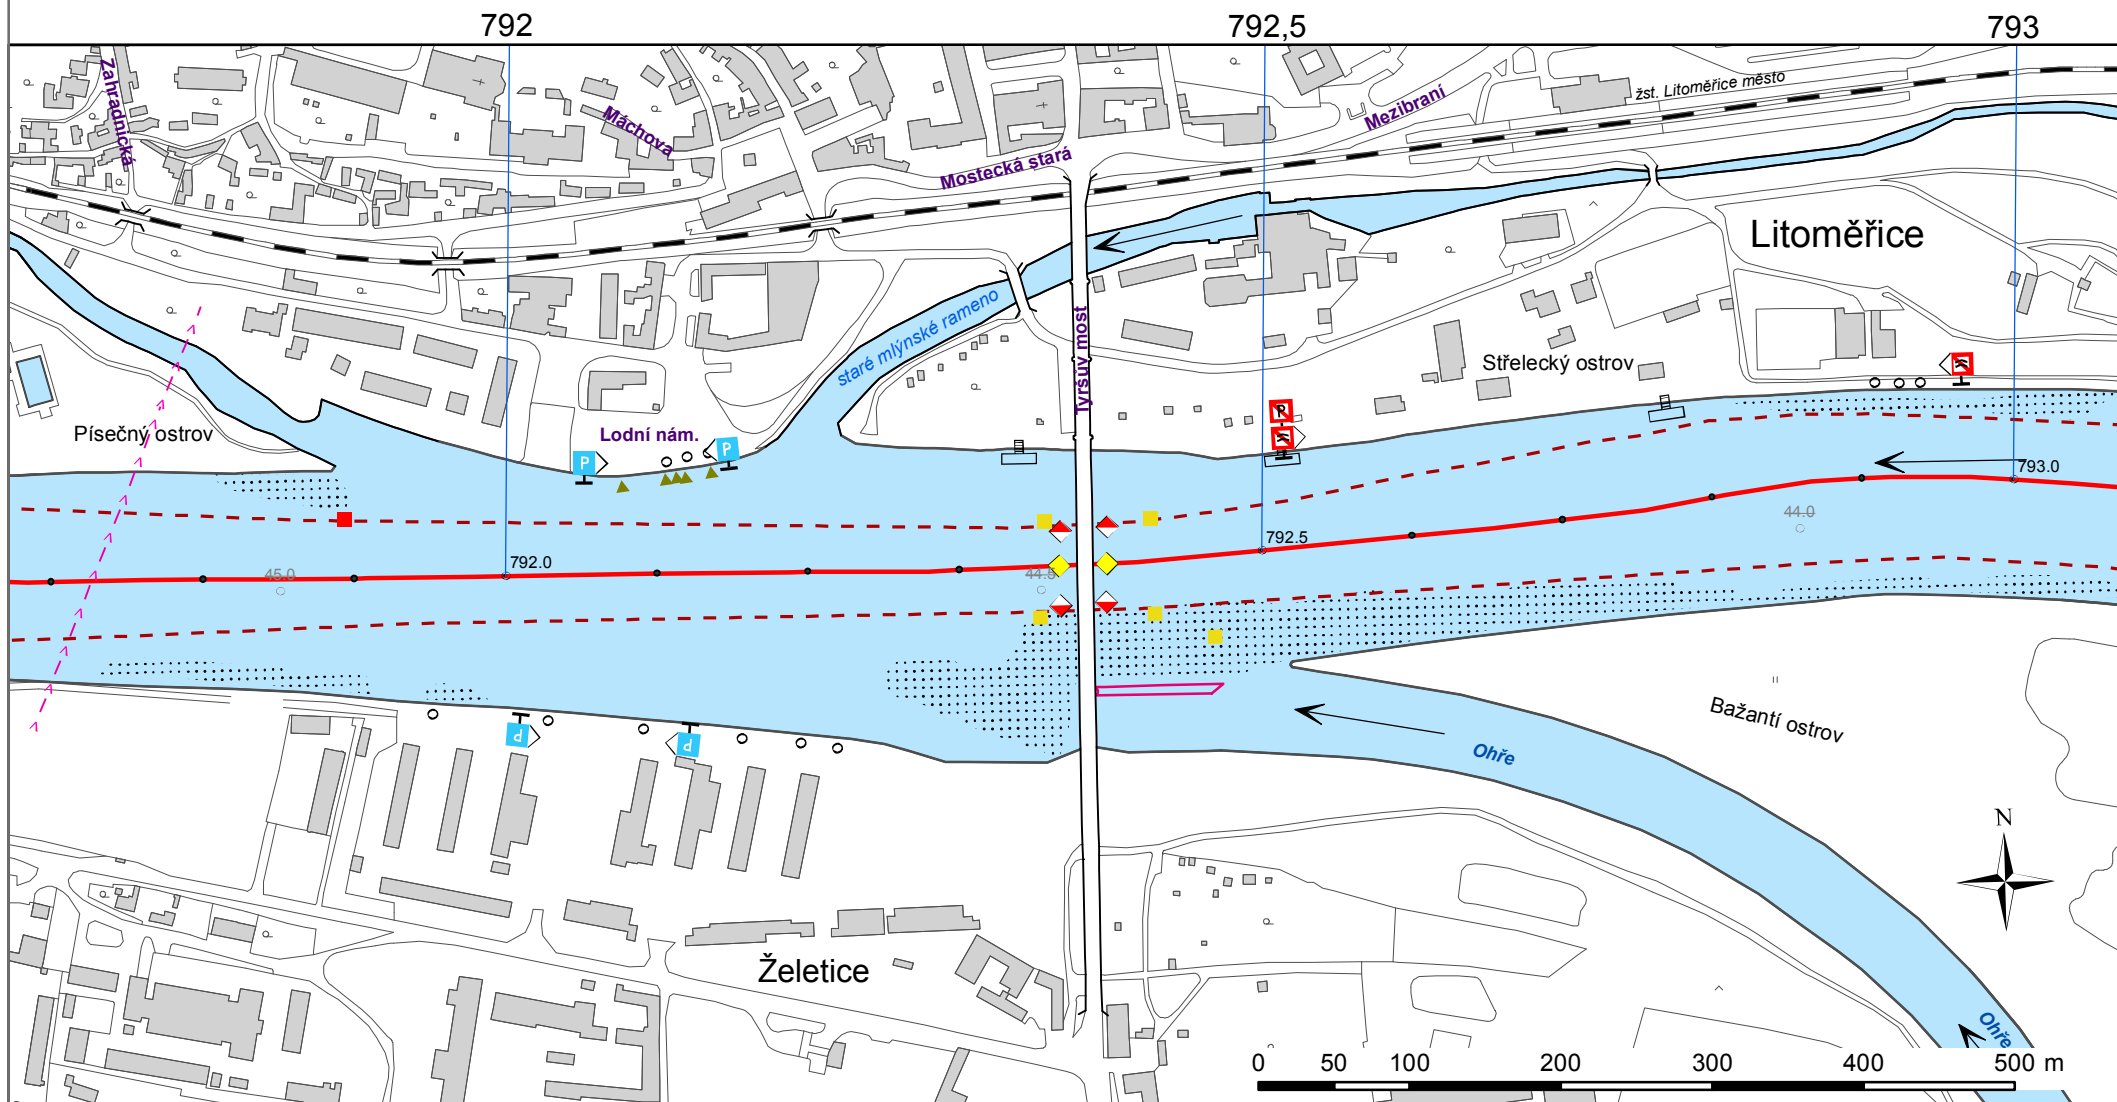 792
792,5
793
Zahradnická
Máchova
Mostecká stará
Mezibraní
žst. Litoměřice město
Litoměřice
staré mlýnské rameno
Tyršův most
Střelecký ostrov
Písečný ostrov
Lodní nám.
P
P
P
793.0
44.0
792.5
792.0
45.0
44.5
P
P
Bažantí ostrov
Ohře
N
Želetice
Ohře
0 50 100 200 300 400 500 m